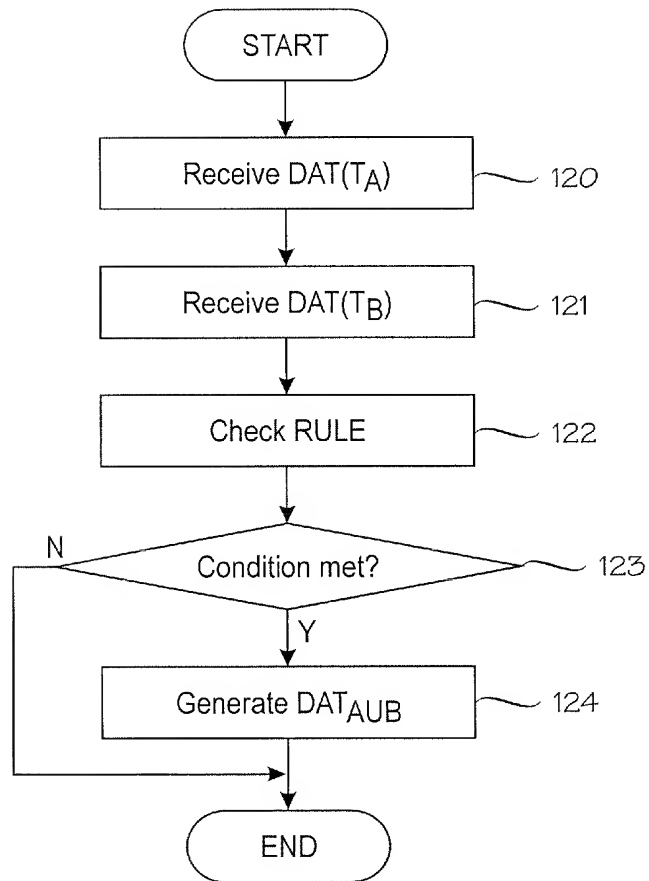 START
Receive DAT(TA)
120
Receive DAT(TB)
121
Check RULE
122
N
Condition met?
123
Y
Generate DATAUB
124
END